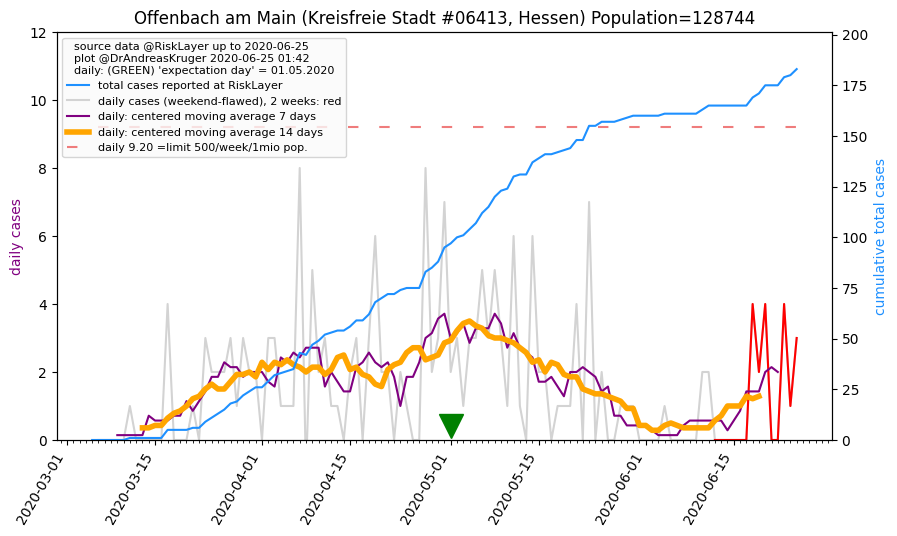 Offenbach am Main (Kreisfreie Stadt #06413, Hessen) Population=128744
source data @RiskLayer up to 2020-06-25
plot @DrAndreasKruger 2020-06-25 01:42
daily: (GREEN) 'expectation day' = 01.05.2020
total cases reported at RiskLayer
daily cases (weekend-flawed), 2 weeks: red
daily: centered moving average 7 days
daily: centered moving average 14 days
daily 9.20 =limit 500/week/1mio pop.
daily cases
12
10
8
6
4
2
0
cumulative total cases
200
175
150
125
100
75
50
25
0
2020-03-01
2020-03-15
2020-04-01
2020-04-15
2020-05-01
2020-05-15
2020-06-01
2020-06-15